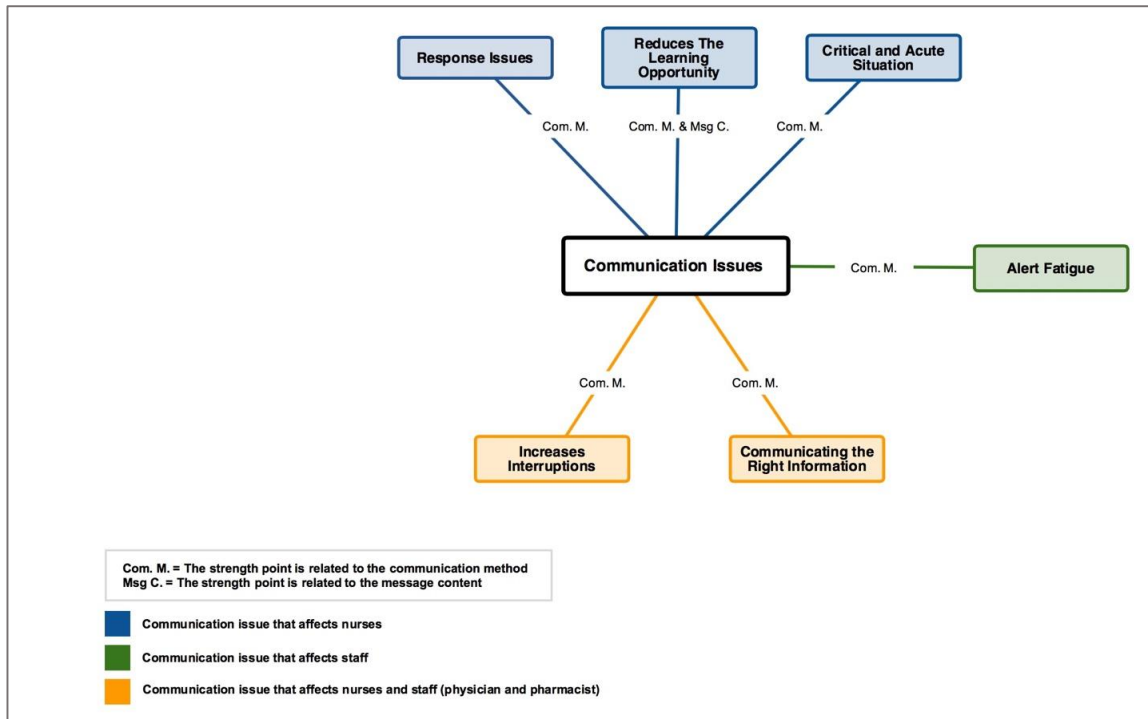 Response Issues
Reduces The
Learning
Opportunity
Critical and Acute
Situation
Com. M.
Com. M. & Msg C.
Com. M.
Communication Issues
Com. M.
Alert Fatigue
Com. M.
Com. M.
Increases
Interruptions
Communicating the
Right Information
Com. M. = The strength point is related to the communication method
Msg C. = The strength point is related to the message content
Communication issue that affects nurses
Communication issue that affects staff
Communication issue that affects nurses and staff (physician and pharmacist)